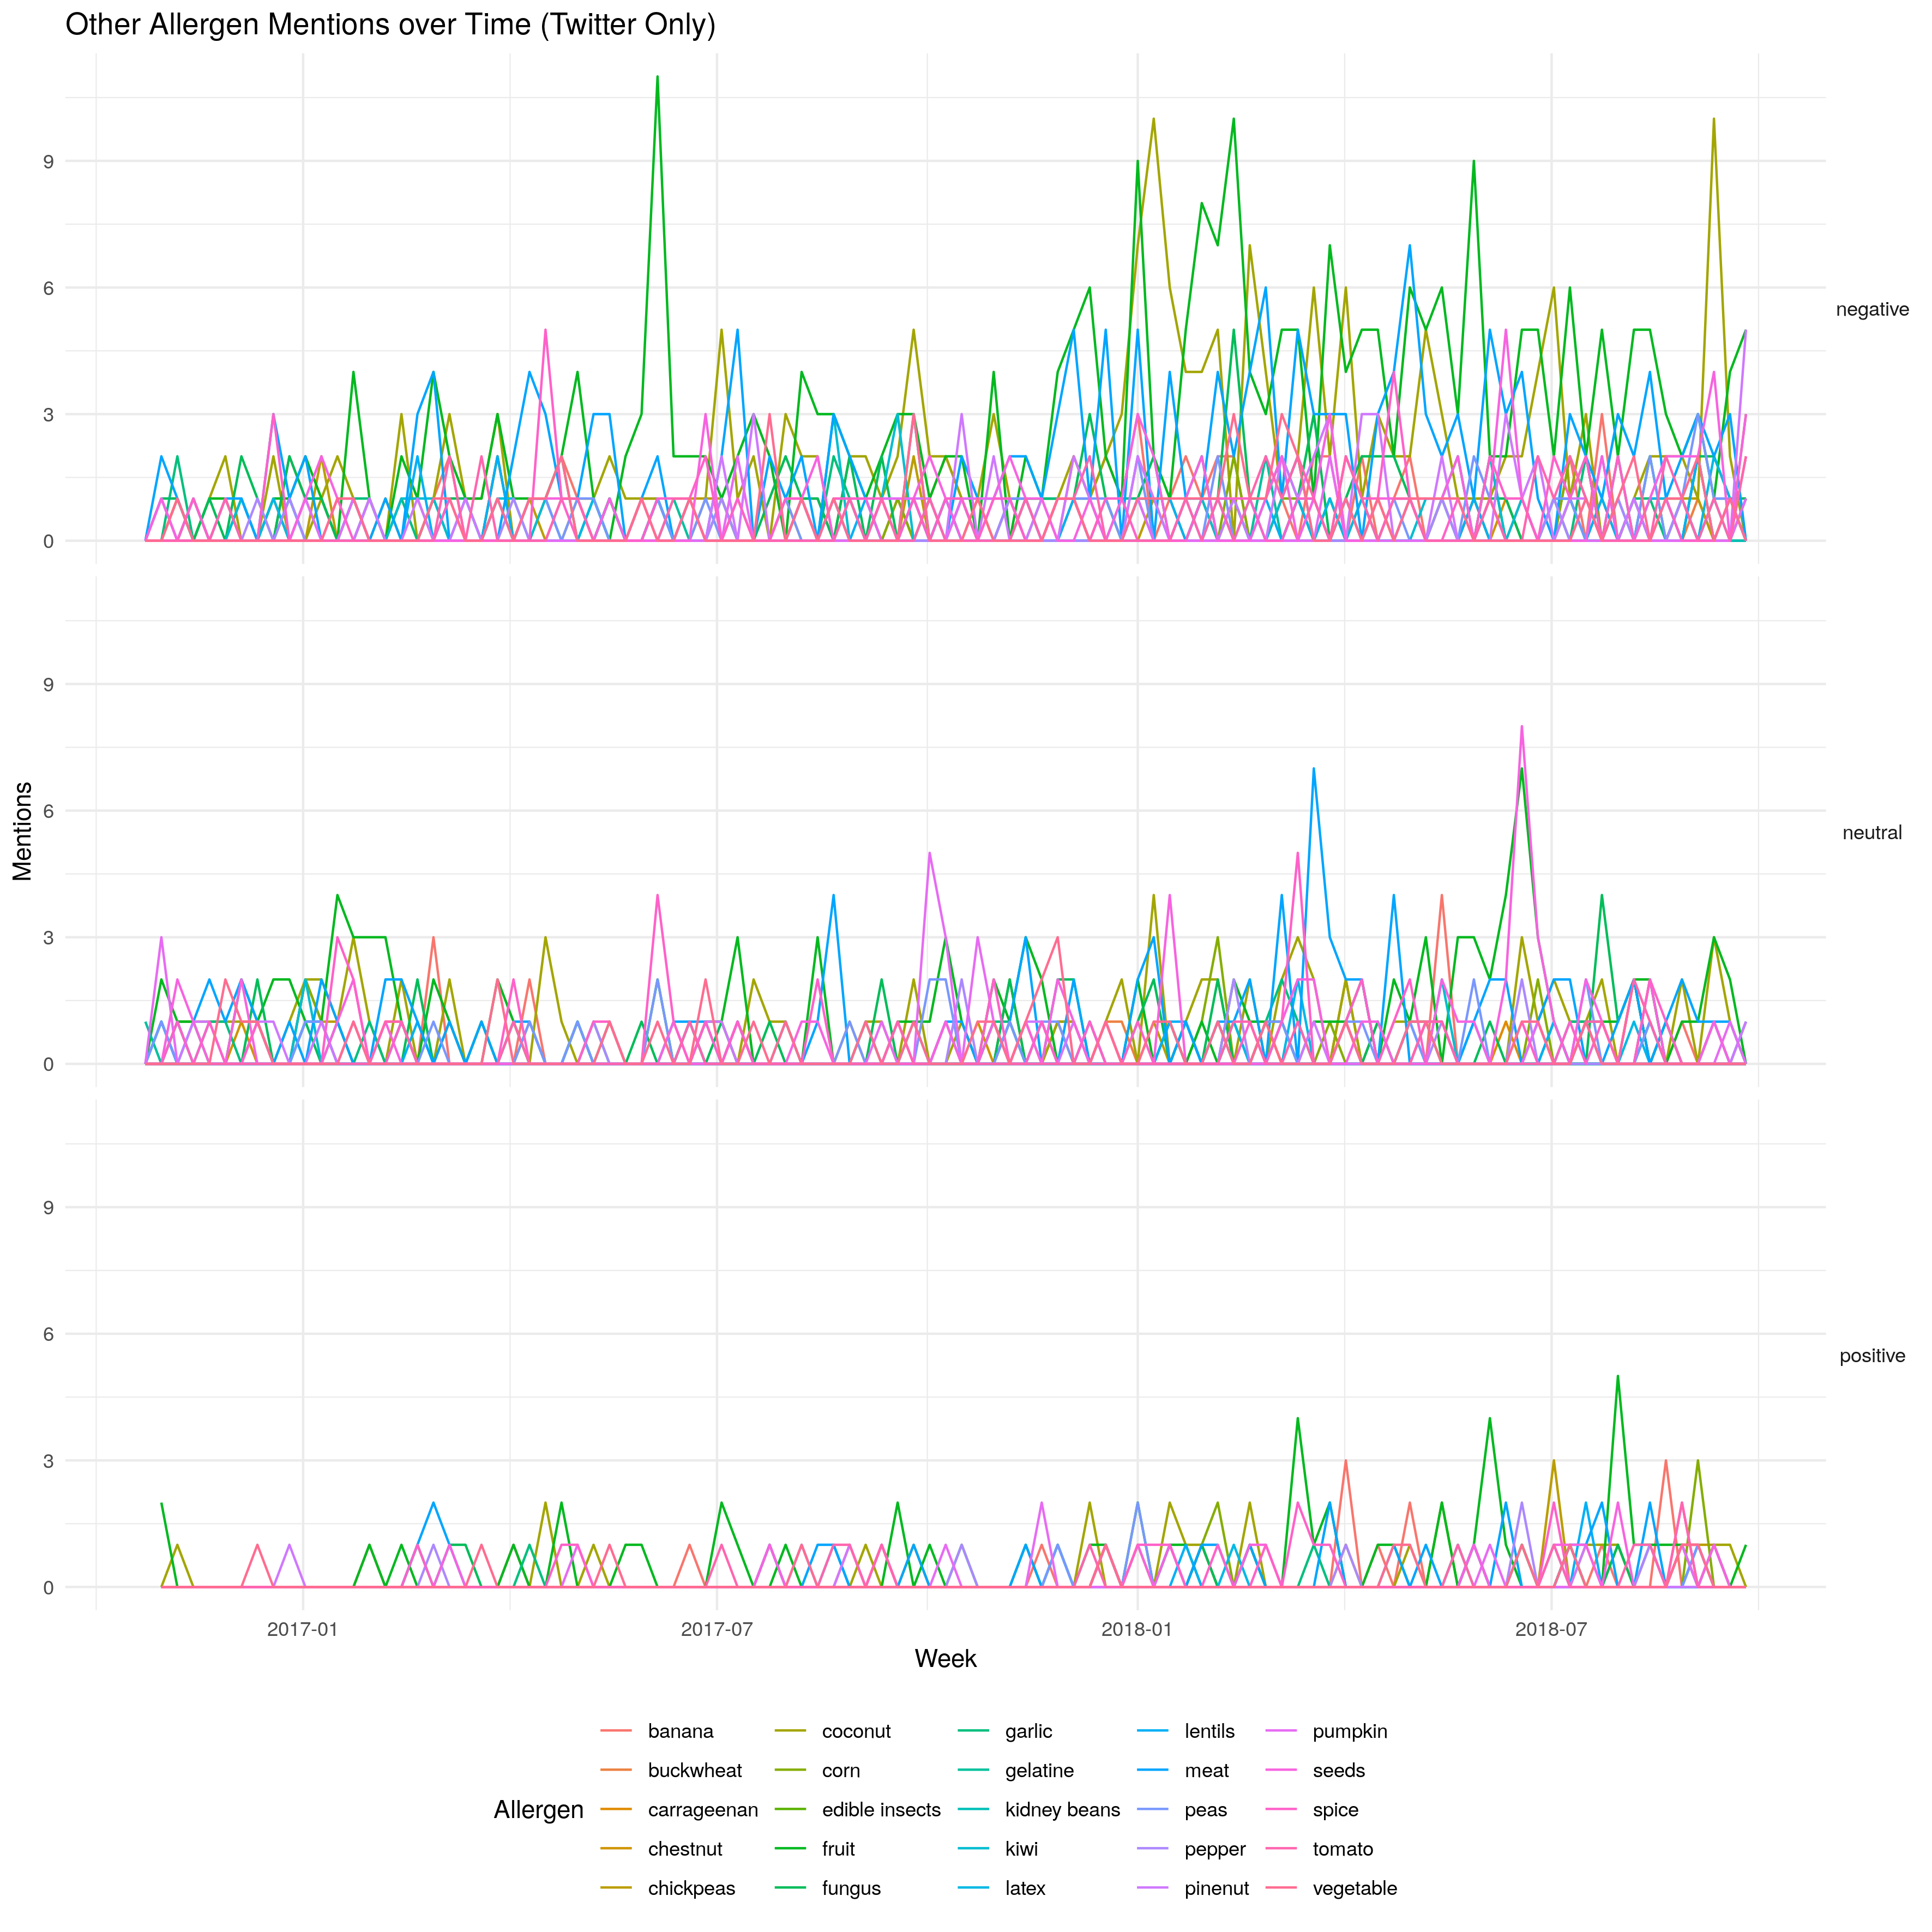 Other Allergen Mentions over Time (Twitter Only)
9
6
3
0
negative
9
6
3
0
neutral
Mentions
9
6
3
0
positive
2017-01 2017-07 2018-01 2018-07
Week
Allergen
banana coconut garlic lentils pumpkin
buckwheat corn gelatine meat seeds
carrageenan edible insects kidney beans peas spice
chestnut fruit kiwi pepper tomato
chickpeas fungus latex pinenut vegetable